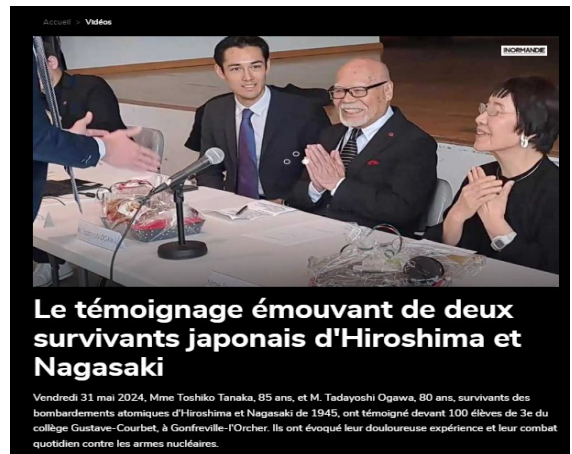 Accueil > Vidéos
INORMANDIE
Le témoignage émouvant de deux
survivants japonais d'Hiroshima et
Nagasaki
Vendredi 31 mai 2024, Mme Toshiko Tanaka, 85 ans, et M. Tadayoshi Ogawa, 80 ans, survivants des
bombardements atomiques d'Hiroshima et Nagasaki de 1945, ont témoigné devant 100 élèves de 3e du
collège Gustave-Courbet, à Gonfreville-l'Orcher. Ils ont évoqué leur douloureuse expérience et leur combat
quotidien contre les armes nucléaires.